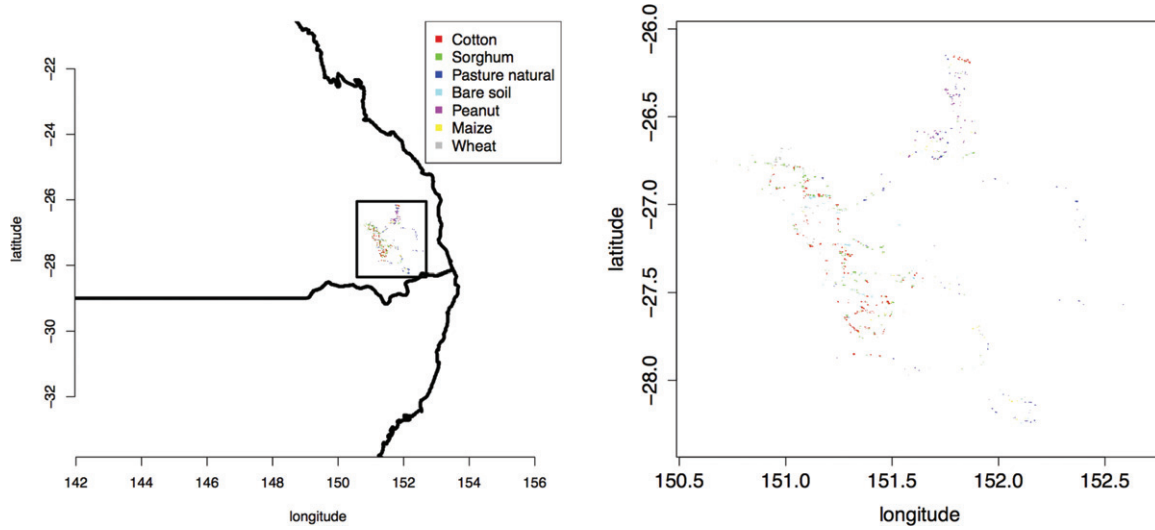 Cotton
Sorghum
Pasture natural
Bare soil
Peanut
Maize
Wheat
latitude
−22
−24
−26
−28
−30
−32
142 144 146 148 150 152 154 156
longitude
latitude
−26.0
−26.5
−27.0
−27.5
−28.0
150.5 151.0 151.5 152.0 152.5
longitude